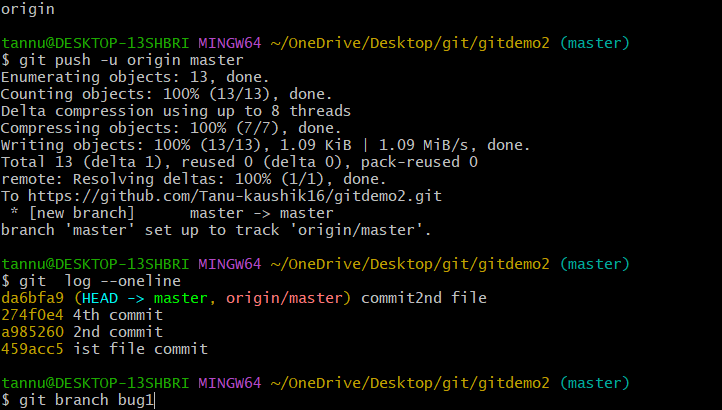 origin
tannu@DESKTOP-13SHBRI MINGW64 ~/OneDrive/Desktop/git/gitdemo2 (master)
$ git push -u origin master
Enumerating objects: 13, done.
Counting objects: 100% (13/13), done.
Delta compression using up to 8 threads
Compressing objects: 100% (7/7), done.
Writing objects: 100% (13/13), 1.09 KiB | 1.09 MiB/s, done.
Total 13 (delta 1), reused 0 (delta 0), pack-reused 0
remote: Resolving deltas: 100% (1/1), done.
To https://github.com/Tanu-kaushik16/gitdemo2.git
 * [new branch]      master -> master
branch 'master' set up to track 'origin/master'.
tannu@DESKTOP-13SHBRI MINGW64 ~/OneDrive/Desktop/git/gitdemo2 (master)
$ git  log --oneline
da6bfa9 (HEAD -> master, origin/master) commit2nd file
274f0e4 4th commit
a985260 2nd commit
459acc5 ist file commit
tannu@DESKTOP-13SHBRI MINGW64 ~/OneDrive/Desktop/git/gitdemo2 (master)
$ git branch bug1